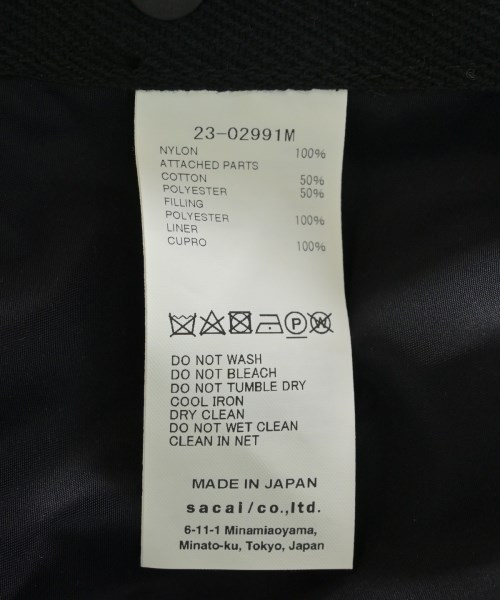 23-02991M
NYLON 100%
ATTACHED PARTS
COTTON 50%
POLYESTER 50%
FILLING
POLYESTER 100%
LINER
CUPRO 100%
P W
DO NOT WASH
DO NOT BLEACH
DO NOT TUMBLE DRY
COOL IRON
DRY CLEAN
DO NOT WET CLEAN
CLEAN IN NET
MADE IN JAPAN
sacai/co.,ltd.
6-11-1 Minamiaoyama,
Minato-ku, Tokyo, Japan